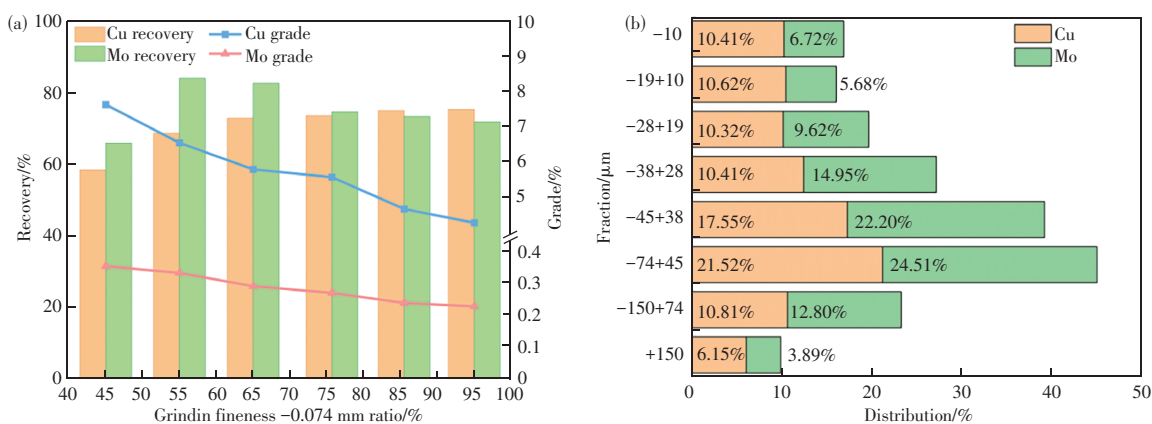 (a)
Cu recovery
Cu grade
Mo recovery
Mo grade
100
80
60
40
20
0
Recovery/%
10
9
8
7
6
5
0.4
0.3
0.2
0.1
0
Grade/%
40 45 50 55 60 65 70 75 80 85 90 95 100
Grindin fineness −0.074 mm ratio/%
(b)
Cu
Mo
Fraction/μm
−10 10.41% 6.72%
−19+10 10.62% 5.68%
−28+19 10.32% 9.62%
−38+28 10.41% 14.95%
−45+38 17.55% 22.20%
−74+45 21.52% 24.51%
−150+74 10.81% 12.80%
+150 6.15% 3.89%
0 10 20 30 40 50
Distribution/%